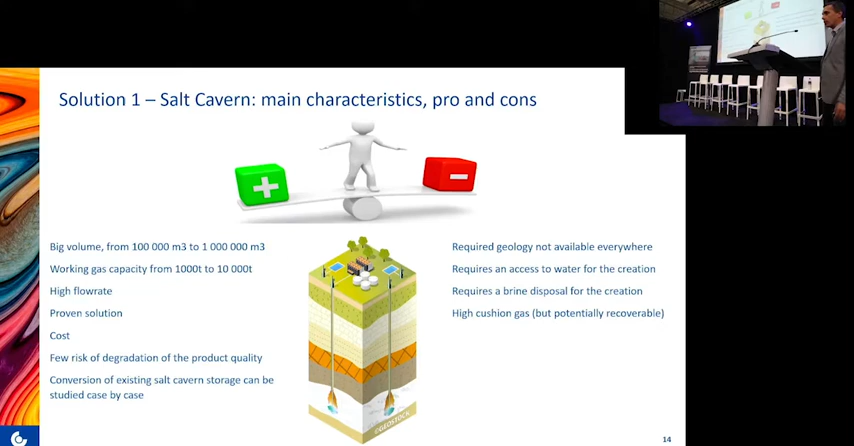 Solution 1 – Salt Cavern: main characteristics, pro and cons
Big volume, from 100 000 m3 to 1 000 000 m3
Working gas capacity from 1000t to 10 000t
High flowrate
Proven solution
Cost
Few risk of degradation of the product quality
Conversion of existing salt cavern storage can be
studied case by case
Required geology not available everywhere
Requires an access to water for the creation
Requires a brine disposal for the creation
High cushion gas (but potentially recoverable)
©GEOSTOCK
14